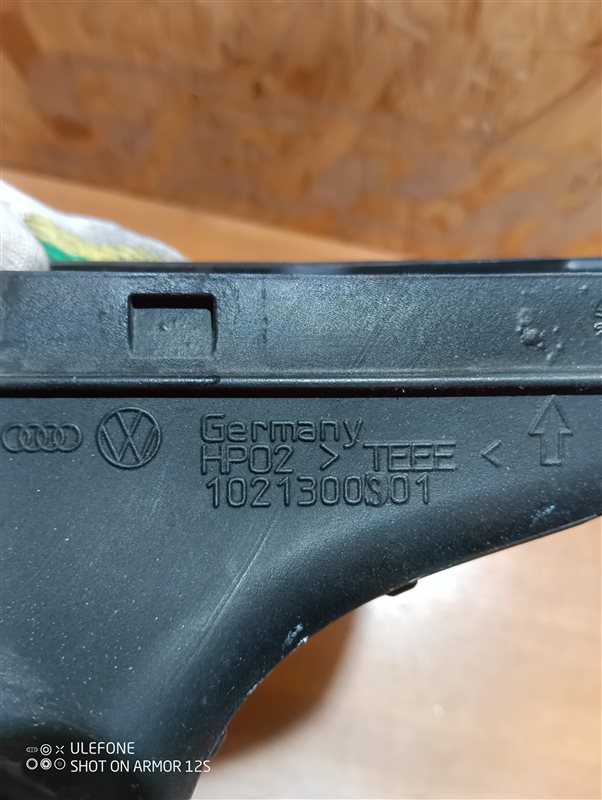 Germany
HP02 > TEEE <
1021300S01
ULEFONE
SHOT ON ARMOR 12S